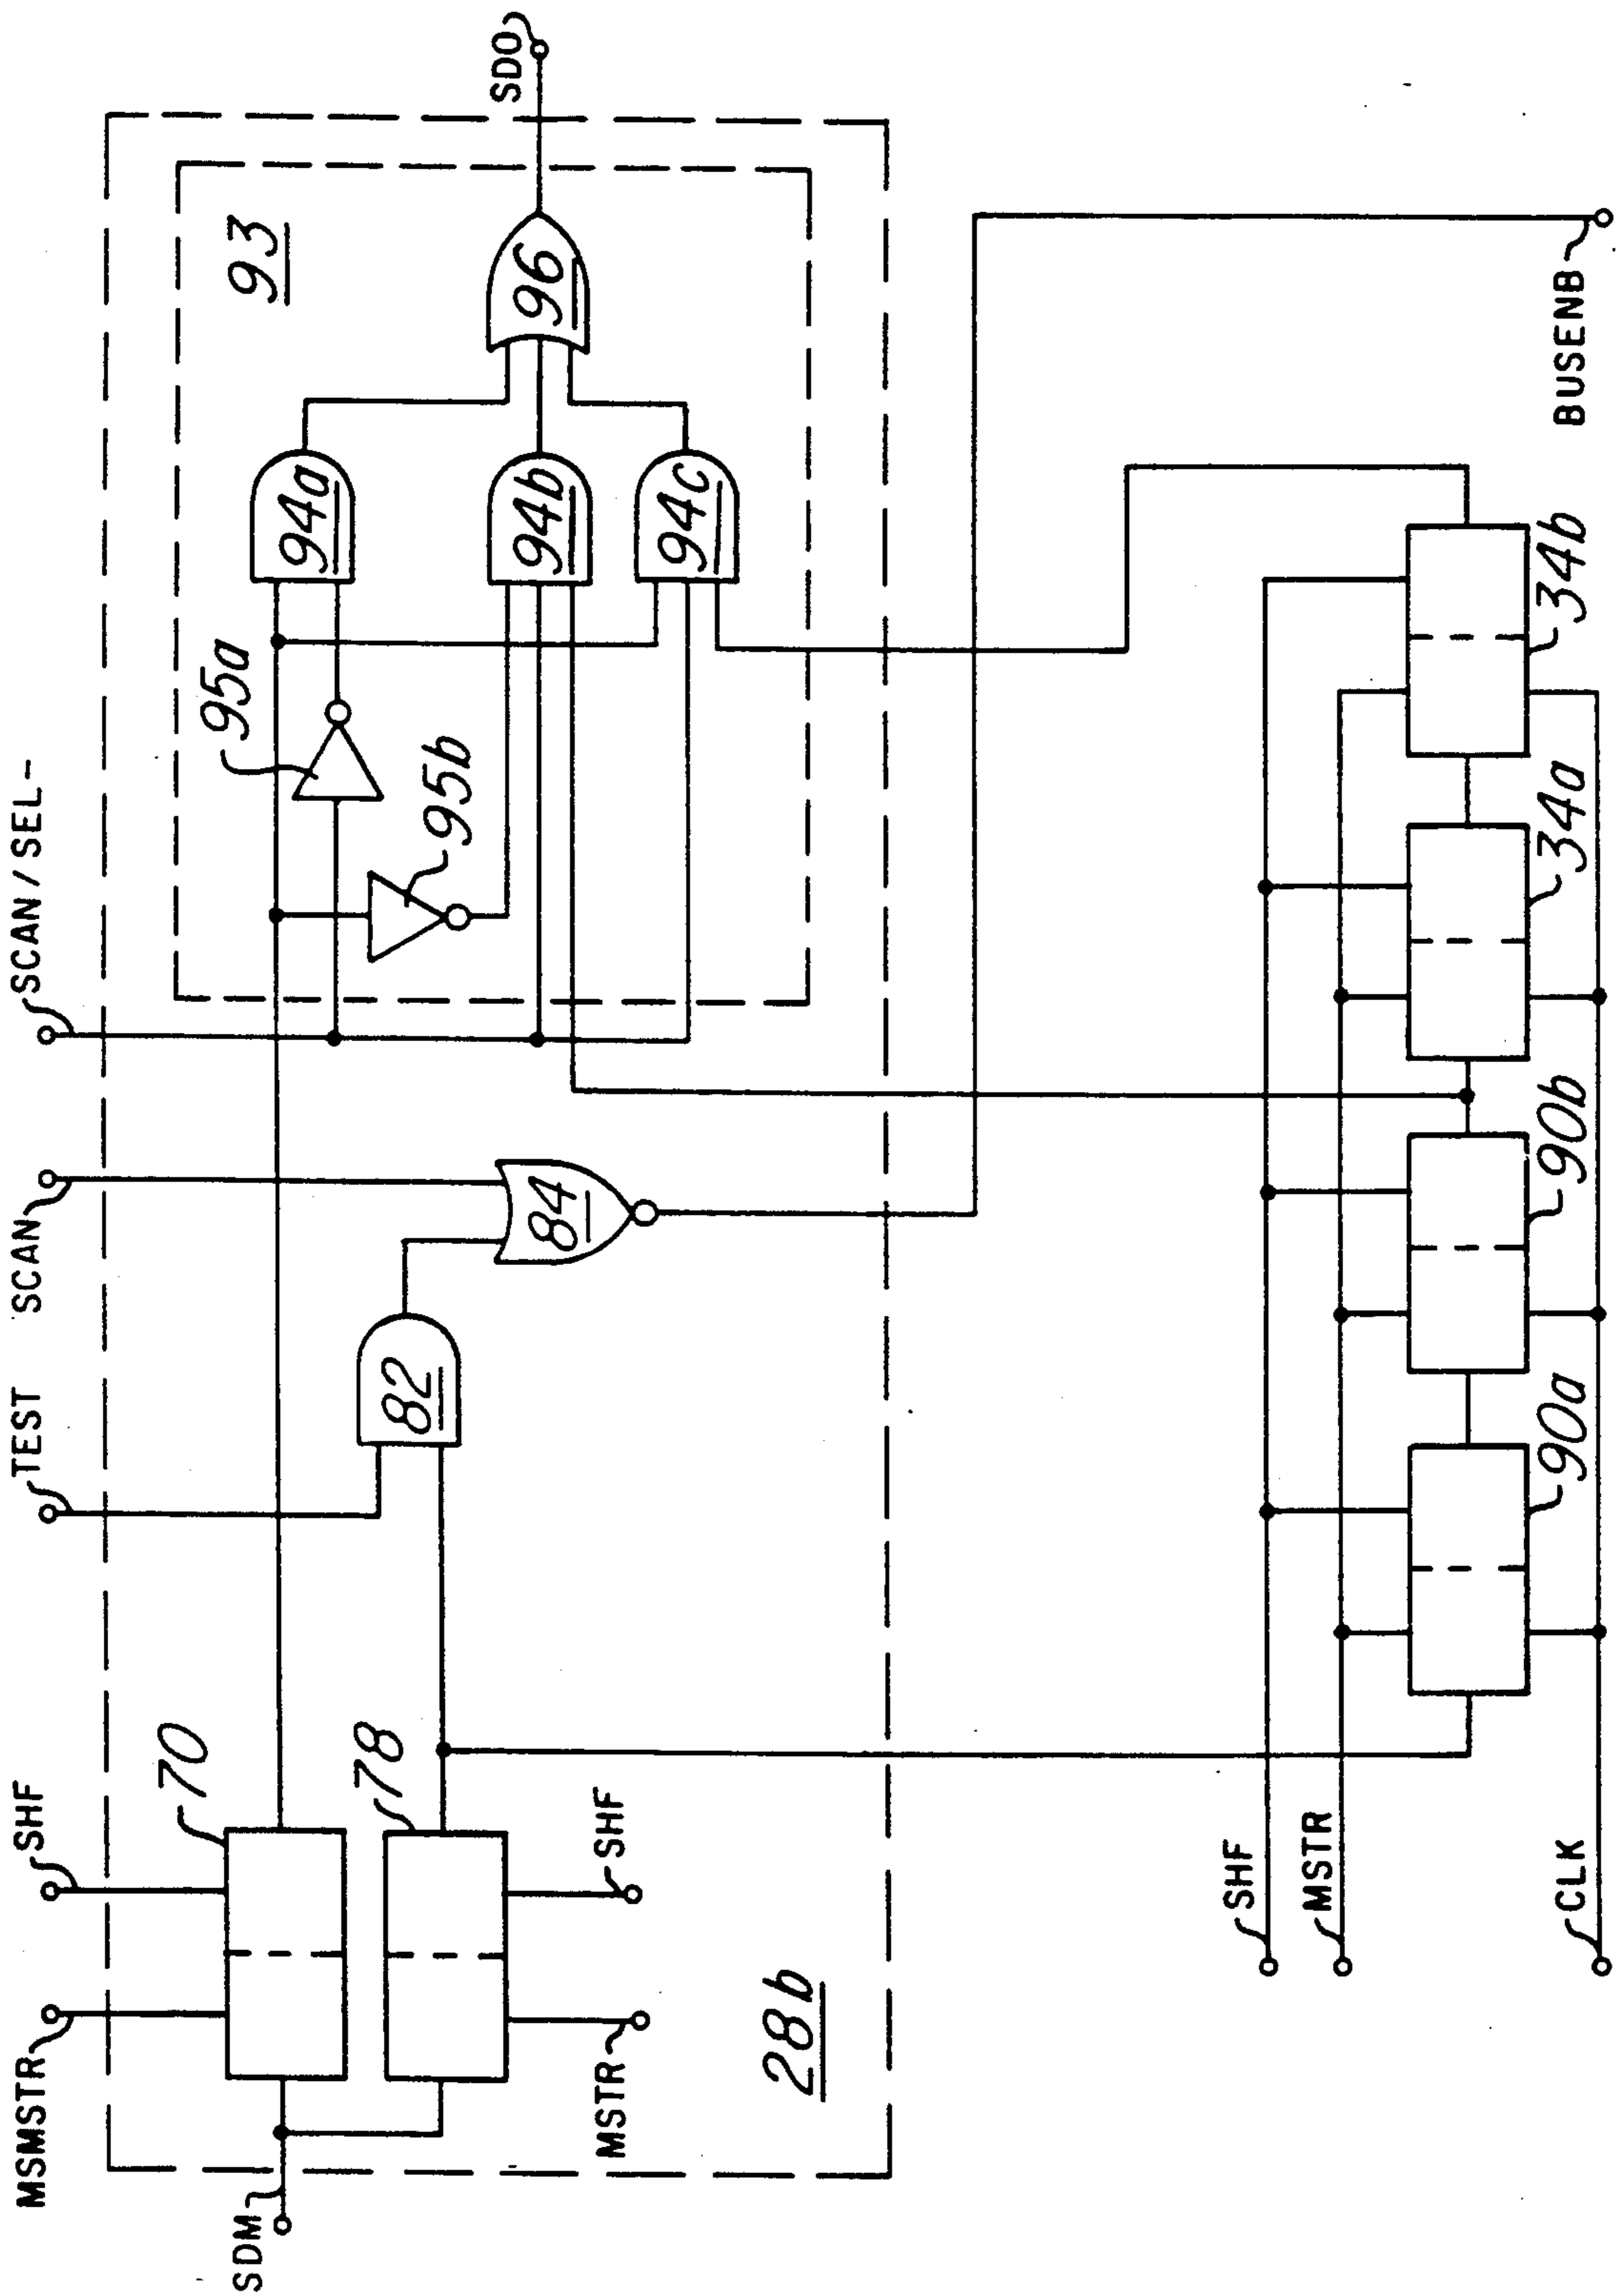 MSMSTR
SHF
TEST
SCAN
SCAN/SEL-
SDM
70
78
MSTR
SHF
28b
82
84
95a
95b
94a
94b
94c
93
96
SDO
SHF
MSTR
CLK
90a
90b
34a
34b
BUSENB